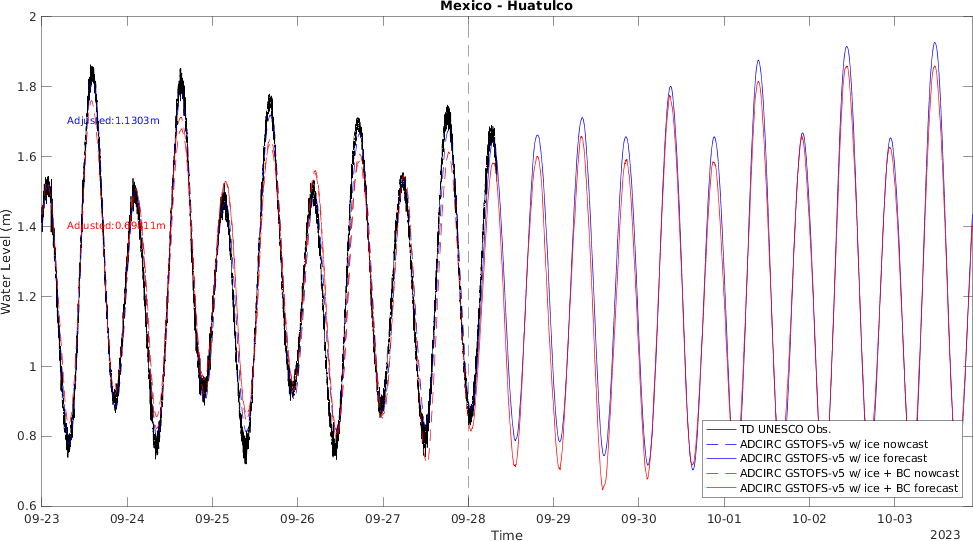 Mexico - Huatulco
2
1.8
1.6
1.4
1.2
1
0.8
0.6
Water Level (m)
Adjusted:1.1303m
TD UNESCO Obs.
ADCIRC GSTOFS-v5 w/ ice nowcast
ADCIRC GSTOFS-v5 w/ ice forecast
ADCIRC GSTOFS-v5 w/ ice + BC nowcast
ADCIRC GSTOFS-v5 w/ ice + BC forecast
09-23 09-24 09-25 09-26 09-27 09-28 09-29 09-30 10-01 10-02 10-03
Time
2023